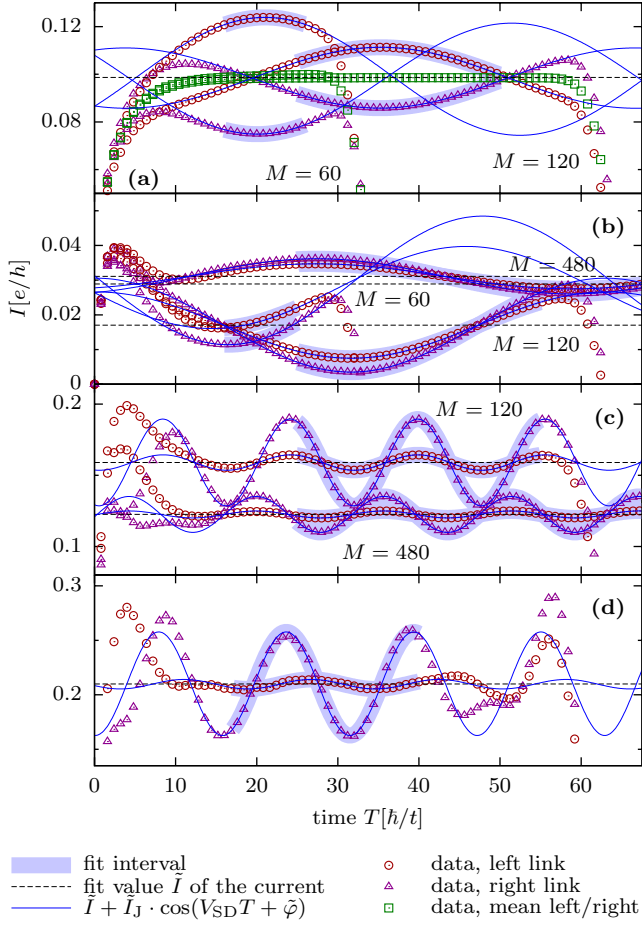 0.12
0.08
(a)
M = 60
M = 120
I[e/h]
0.04
0.02
0
(b)
M = 480
M = 60
M = 120
0.2
0.1
(c)
M = 120
M = 480
0.3
0.2
(d)
0 10 20 30 40 50 60
time T[ħ/t]
fit interval
fit value Ĩ of the current
Ĩ + Ĩ_J · cos(V_SD T + φ̃)
data, left link
data, right link
data, mean left/right